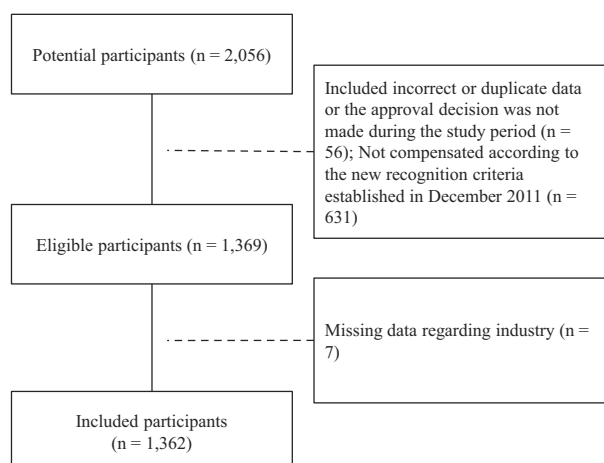 Potential participants (n = 2,056)
Included incorrect or duplicate data
or the approval decision was not
made during the study period (n =
56); Not compensated according to
the new recognition criteria
established in December 2011 (n =
631)
Eligible participants (n = 1,369)
Missing data regarding industry (n =
7)
Included participants
(n = 1,362)